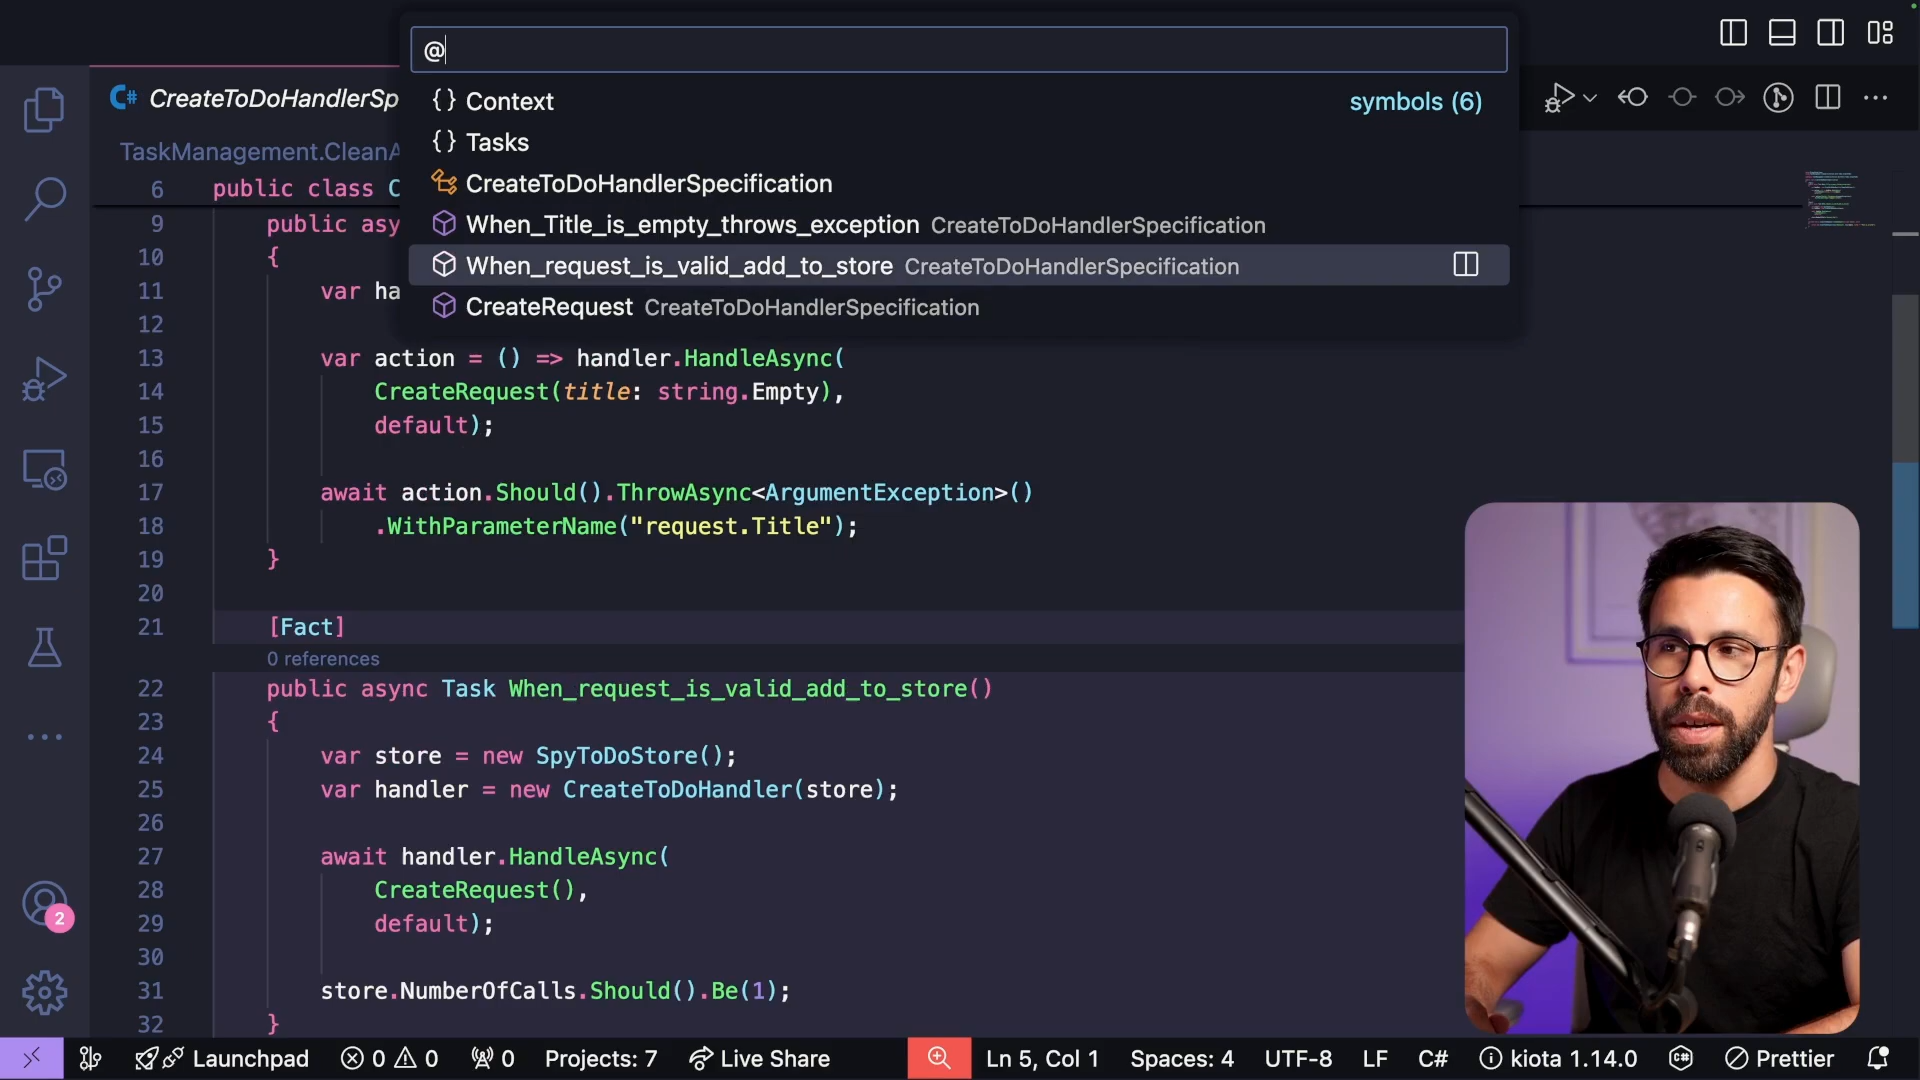 @
{} Context symbols (6)
{} Tasks
CreateToDoHandlerSpecification
When_Title_is_empty_throws_exception CreateToDoHandlerSpecification
When_request_is_valid_add_to_store CreateToDoHandlerSpecification
CreateRequest CreateToDoHandlerSpecification
C# CreateToDoHandlerSp
TaskManagement.CleanA
6 public class C
9 public asy
10 {
11 var ha
12
13 var action = () => handler.HandleAsync(
14 CreateRequest(title: string.Empty),
15 default);
16
17 await action.Should().ThrowAsync<ArgumentException>()
18 .WithParameterName("request.Title");
19 }
20
21 [Fact]
0 references
22 public async Task When_request_is_valid_add_to_store()
23 {
24 var store = new SpyToDoStore();
25 var handler = new CreateToDoHandler(store);
26
27 await handler.HandleAsync(
28 CreateRequest(),
29 default);
30
31 store.NumberOfCalls.Should().Be(1);
32 }
2
Launchpad 0 0 0 Projects: 7 Live Share Ln 5, Col 1 Spaces: 4 UTF-8 LF C# kiota 1.14.0 Prettier